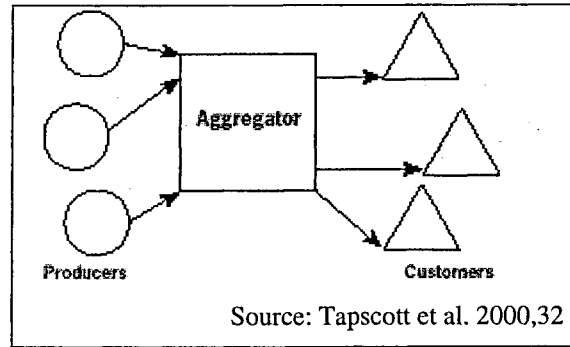 Aggregator
Producers Customers
Source: Tapscott et al. 2000,32